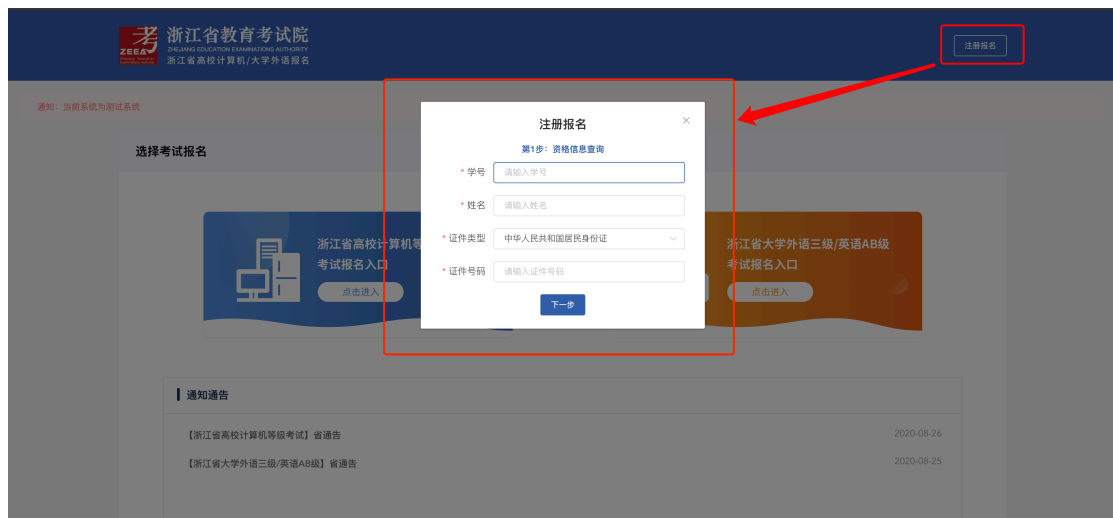 浙江省教育考试院
ZHEJIANG EDUCATION EXAMINATIONS AUTHORITY
浙江省高校计算机/大学外语报名
ZEEA
注册报名
通知：当前系统为测试系统
选择考试报名
注册报名
第1步：资格信息查询
* 学号 请输入学号
* 姓名 请输入姓名
* 证件类型 中华人民共和国居民身份证
* 证件号码 请输入证件号码
下一步
浙江省高校计算机等
考试报名入口
点击进入
浙江省大学外语三级/英语AB级
考试报名入口
点击进入
通知通告
【浙江省高校计算机等级考试】省通告 2020-08-26
【浙江省大学外语三级/英语AB级】省通告 2020-08-25